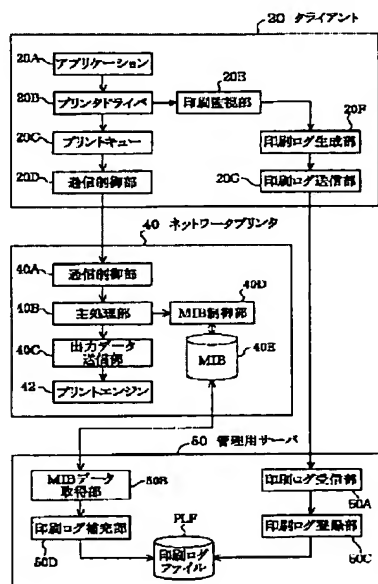 20 クライアント
20A アプリケーション
20B プリンタドライバ
20E 印刷監視部
20C プリントキュー
20F 印刷ログ生成部
20D 通信制御部
20G 印刷ログ送信部
40 ネットワークプリンタ
40A 通信制御部
40B 主処理部
40D MIB制御部
40C 出力データ送信部
40E MIB
42 プリントエンジン
50 管理用サーバ
MIBデータ取得部 50B
印刷ログ受信部 50A
印刷ログ補充部 50D
PLF 印刷ログファイル
印刷ログ登録部 50C